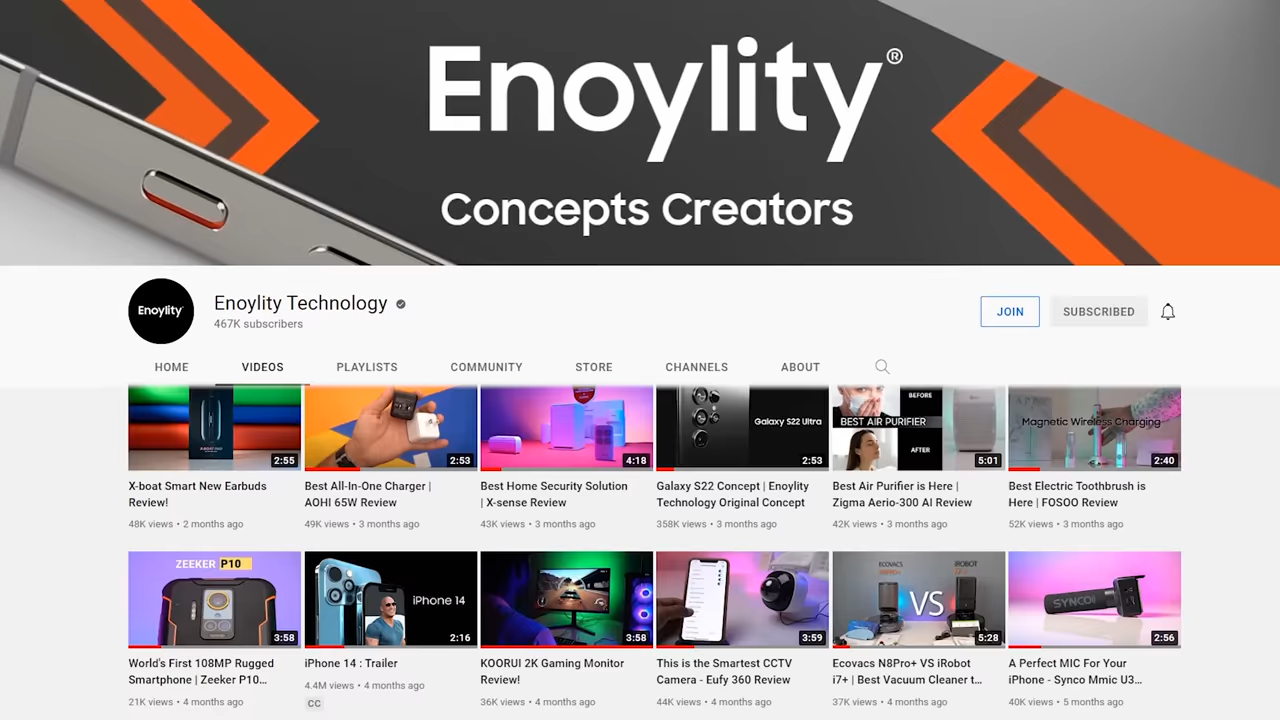 Enoylity®
Concepts Creators
Enoylity
Enoylity Technology
467K subscribers
JOIN
SUBSCRIBED
HOME
VIDEOS
PLAYLISTS
COMMUNITY
STORE
CHANNELS
ABOUT
2:55
2:53
4:18
Galaxy S22 Ultra
2:53
BEFORE
BEST AIR PURIFIER
AFTER
5:01
Magnetic Wireless Charging
2:40
X-boat Smart New Earbuds
Review!
48K views • 2 months ago
Best All-In-One Charger |
AOHI 65W Review
49K views • 3 months ago
Best Home Security Solution
| X-sense Review
43K views • 3 months ago
Galaxy S22 Concept | Enoylity
Technology Original Concept
358K views • 3 months ago
Best Air Purifier is Here |
Zigma Aerio-300 AI Review
42K views • 3 months ago
Best Electric Toothbrush is
Here | FOSOO Review
52K views • 3 months ago
ZEEKER P10
3:58
iPhone 14
2:16
3:58
3:59
ECOVACS
iROBOT
VS
5:28
SYNCO
2:56
World's First 108MP Rugged
Smartphone | Zeeker P10...
21K views • 4 months ago
iPhone 14 : Trailer
4.4M views • 4 months ago
CC
KOORUI 2K Gaming Monitor
Review!
36K views • 4 months ago
This is the Smartest CCTV
Camera - Eufy 360 Review
44K views • 4 months ago
Ecovacs N8Pro+ VS iRobot
i7+ | Best Vacuum Cleaner t...
37K views • 4 months ago
A Perfect MIC For Your
iPhone - Synco Mmic U3...
40K views • 5 months ago